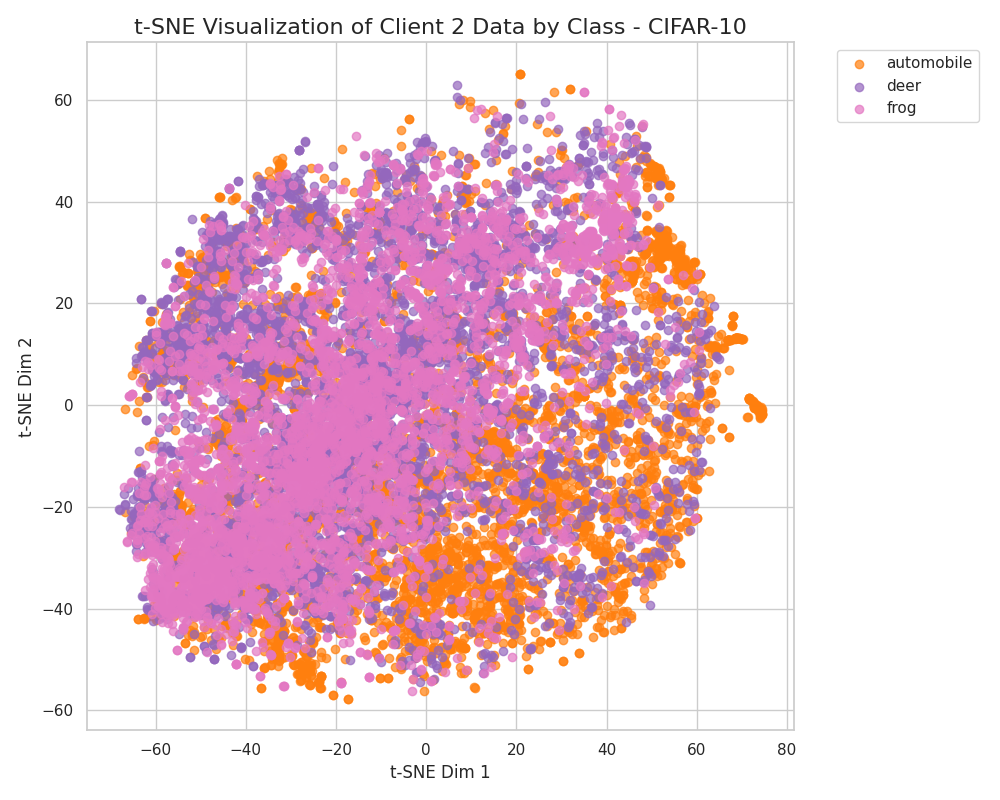 t-SNE Visualization of Client 2 Data by Class - CIFAR-10
automobile
deer
frog
60
40
20
0
−20
−40
−60
t-SNE Dim 2
−60 −40 −20 0 20 40 60 80
t-SNE Dim 1